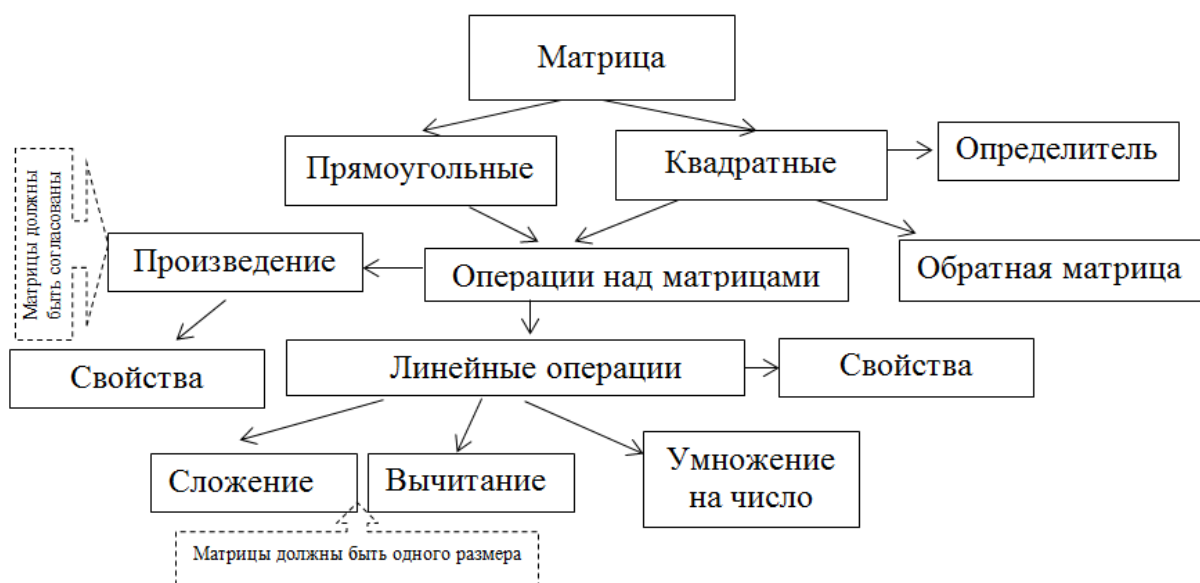 Матрица
Прямоугольные
Квадратные
Определитель
Матрицы должны
быть согласованы
Произведение
Операции над матрицами
Обратная матрица
Свойства
Линейные операции
Свойства
Сложение
Вычитание
Умножение
на число
Матрицы должны быть одного размера